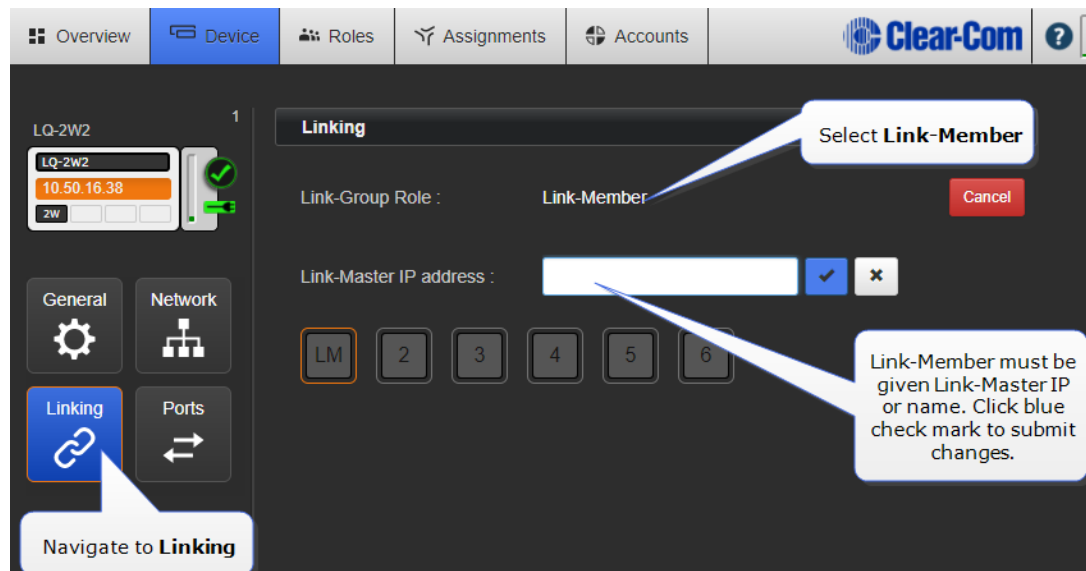 Overview
Device
Roles
Assignments
Accounts
Clear-Com
?
LQ-2W2
1
LQ-2W2
10.50.16.38
2W
General
Network
Linking
Ports
Navigate to Linking
Linking
Select Link-Member
Link-Group Role :
Link-Member
Cancel
Link-Master IP address :
LM
2
3
4
5
6
Link-Member must be
given Link-Master IP
or name. Click blue
check mark to submit
changes.